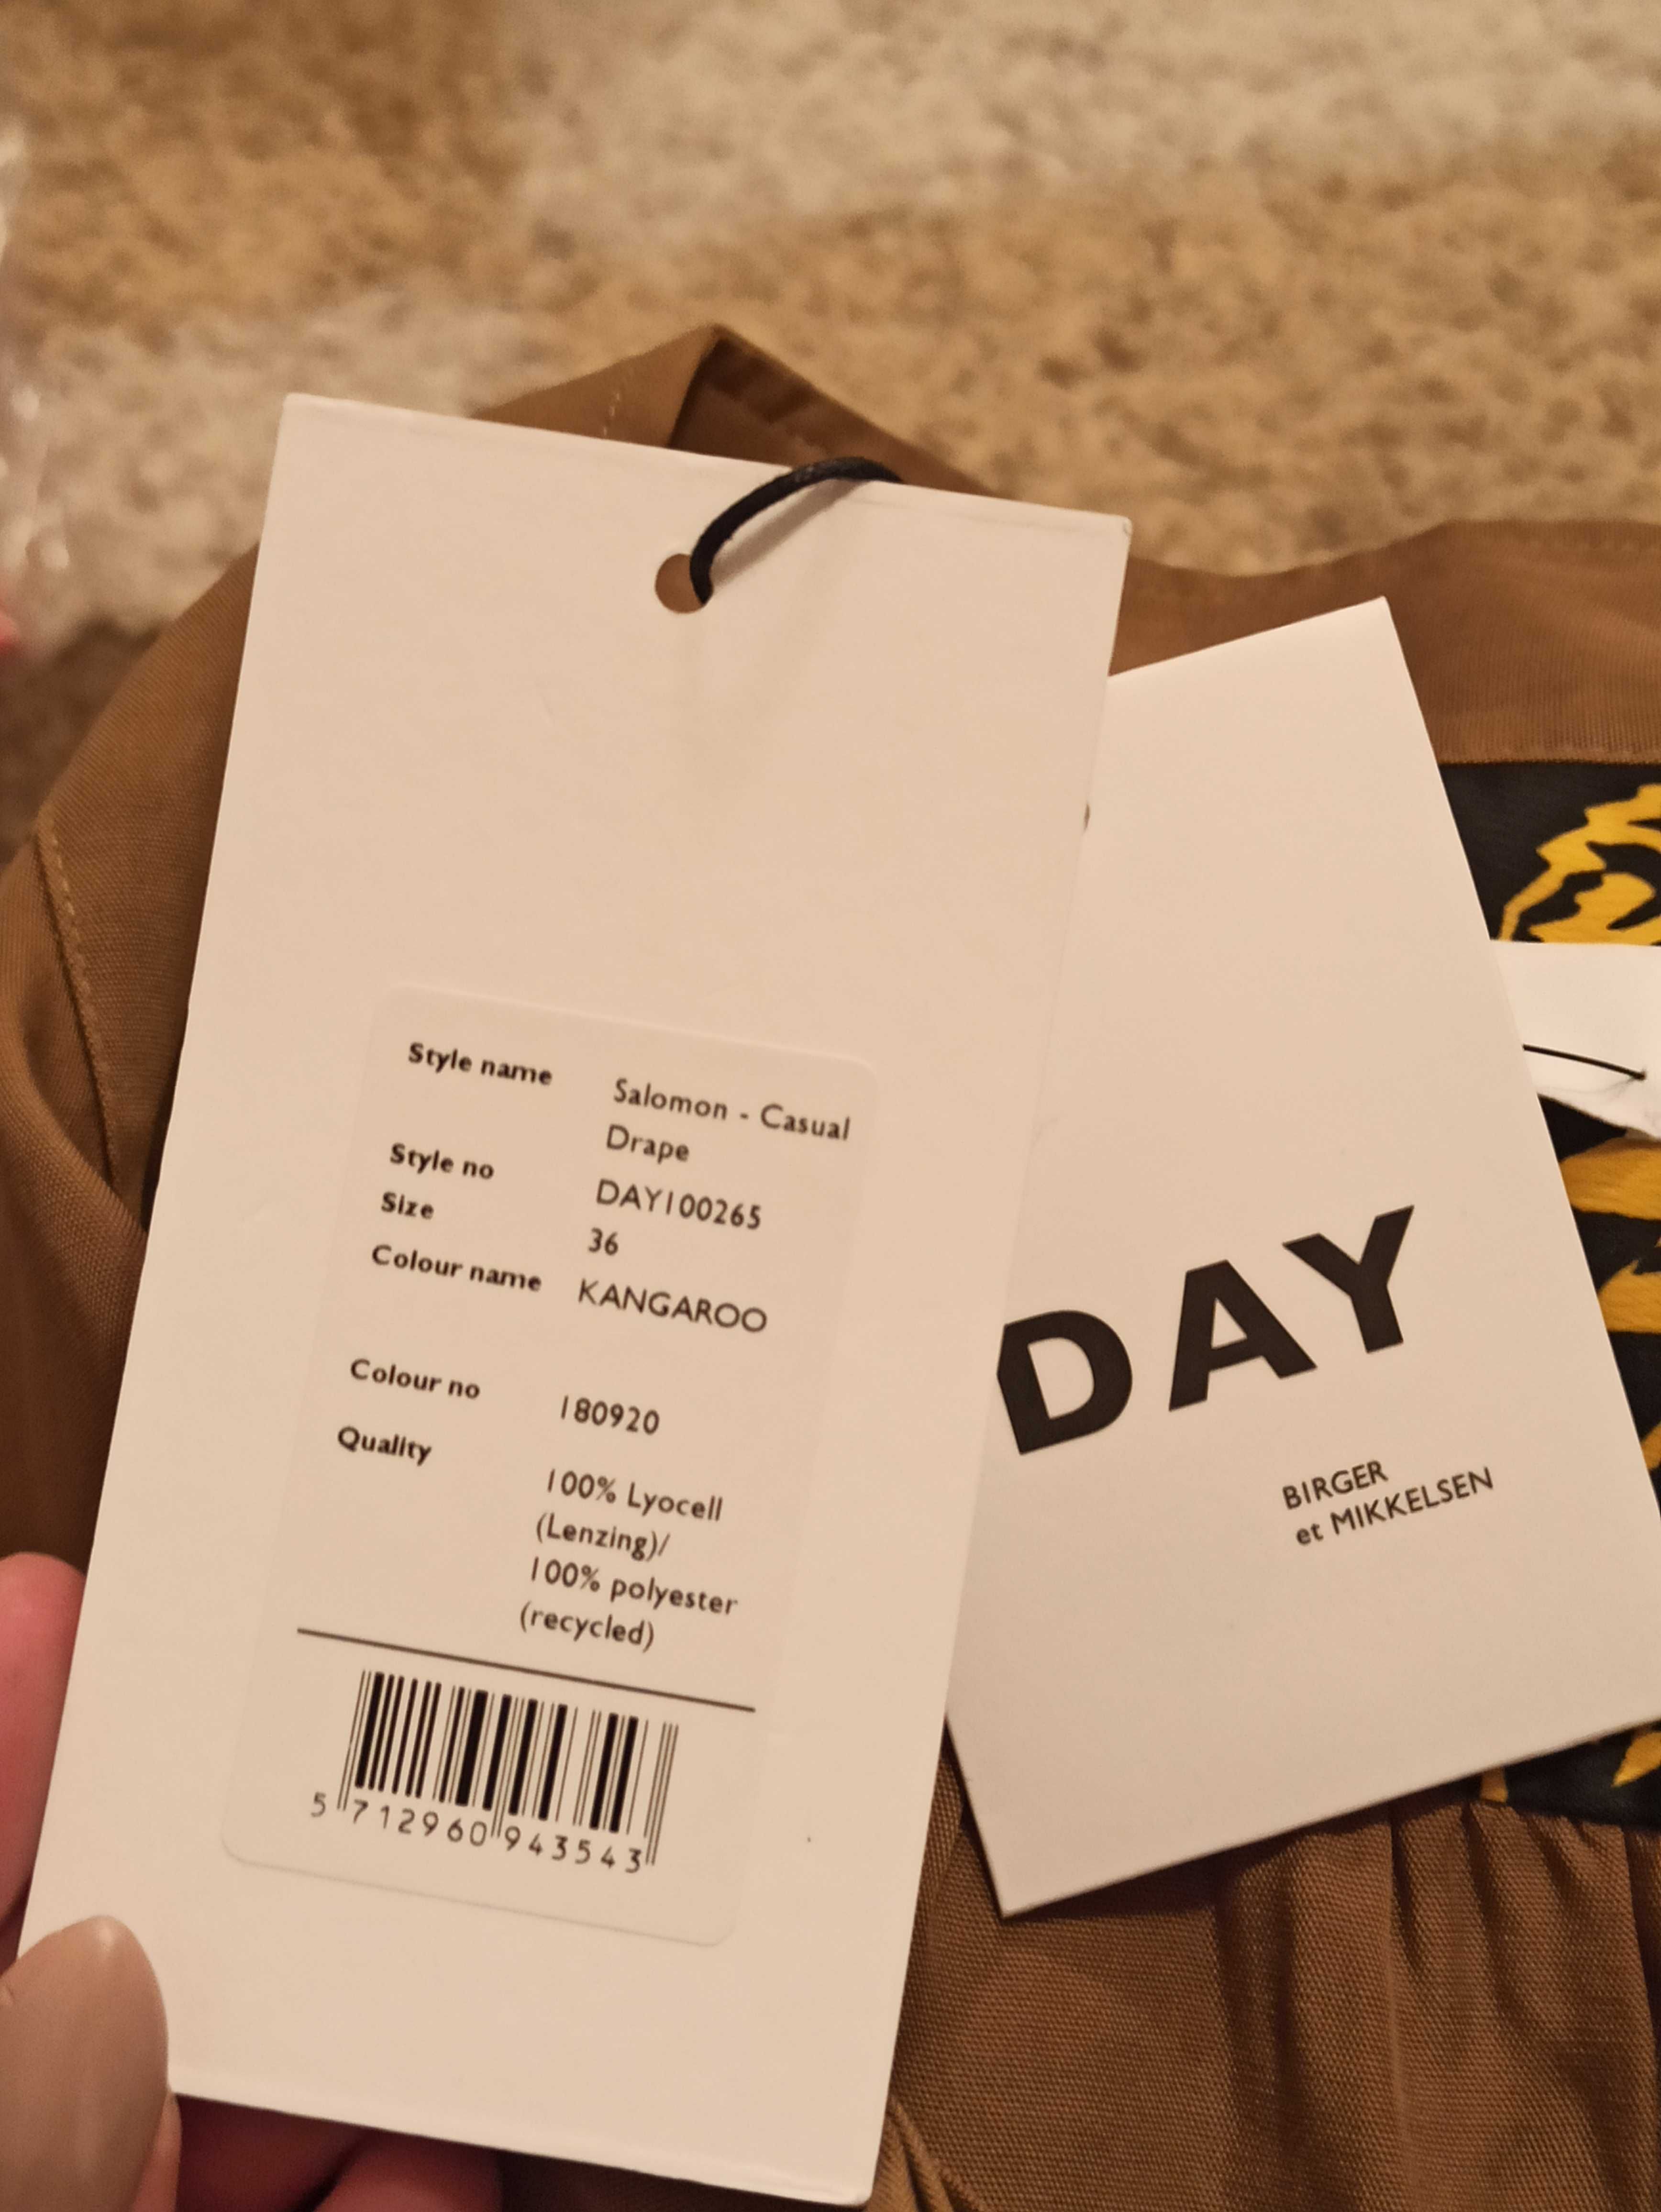 Style name Salomon - Casual
Drape
Style no DAY100265
Size 36
Colour name KANGAROO
Colour no 180920
Quality 100% Lyocell
(Lenzing)/
100% polyester
(recycled)
5 712960 943543
DAY
BIRGER
et MIKKELSEN